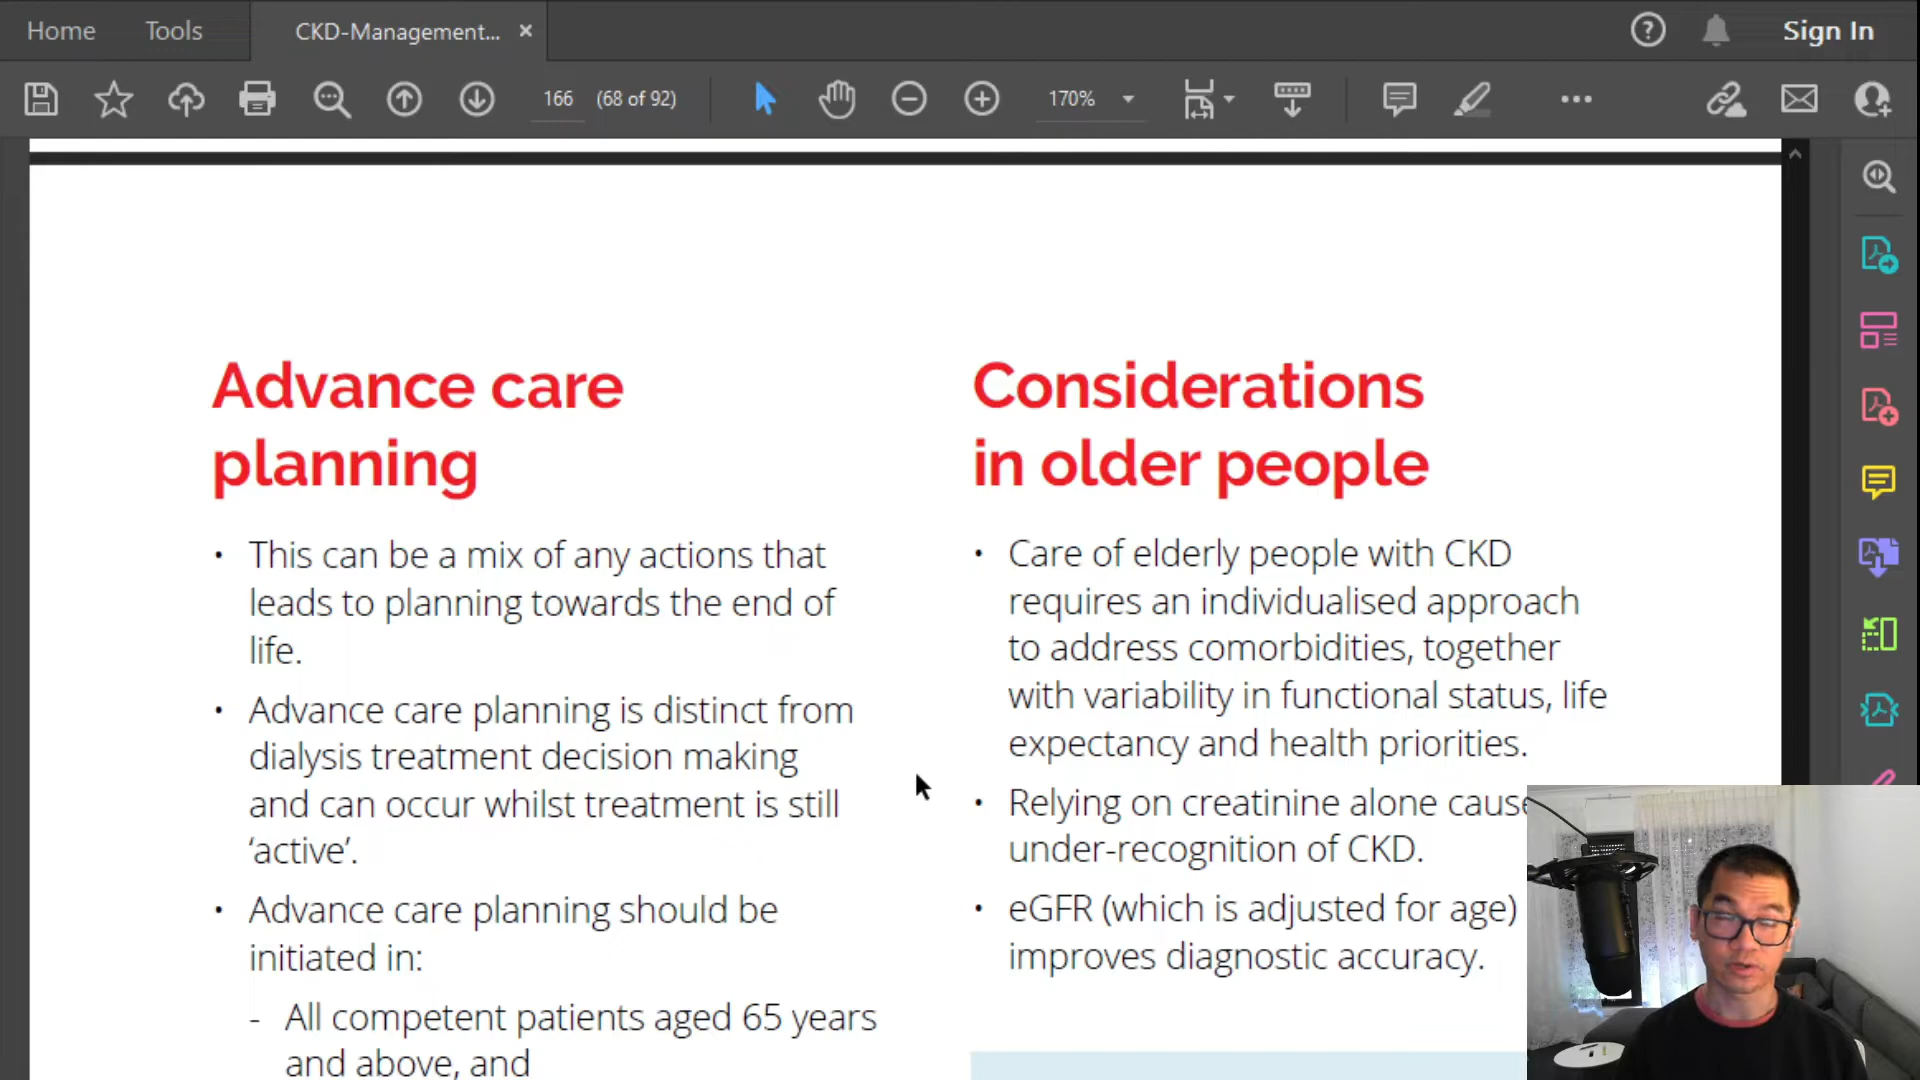 Home
Tools
CKD-Management...
Sign In
166
(68 of 92)
170%
Advance care
planning
• This can be a mix of any actions that
leads to planning towards the end of
life.
• Advance care planning is distinct from
dialysis treatment decision making
and can occur whilst treatment is still
‘active’.
• Advance care planning should be
initiated in:
- All competent patients aged 65 years
and above, and
Considerations
in older people
• Care of elderly people with CKD
requires an individualised approach
to address comorbidities, together
with variability in functional status, life
expectancy and health priorities.
• Relying on creatinine alone cause
under-recognition of CKD.
• eGFR (which is adjusted for age)
improves diagnostic accuracy.